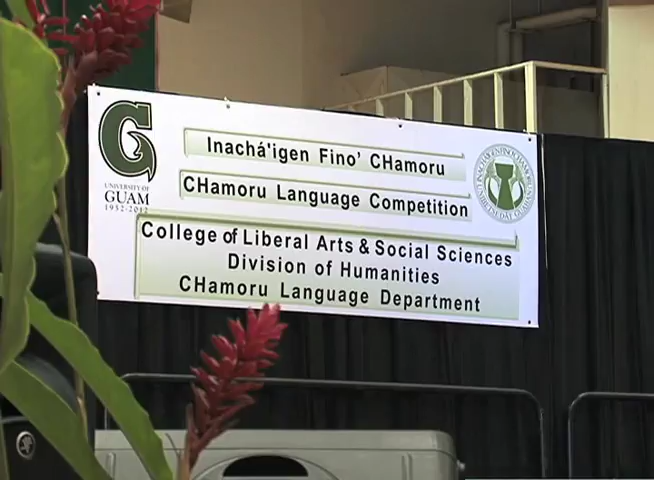 G
UNIVERSITY OF
GUAM
1952-2012
Inachá'igen Fino' CHamoru
CHamoru Language Competition
College of Liberal Arts & Social Sciences
Division of Humanities
CHamoru Language Department